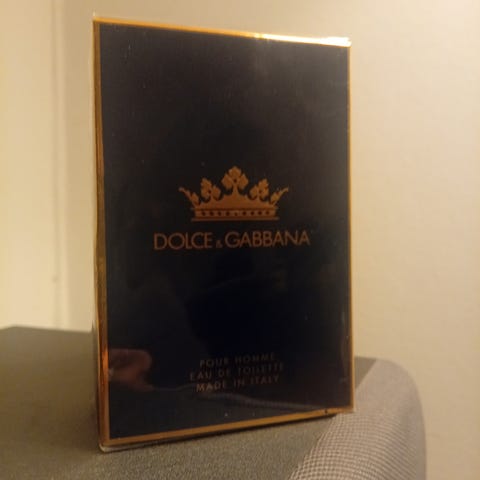 DOLCE & GABBANA
POUR HOMME
EAU DE TOILETTE
MADE IN ITALY